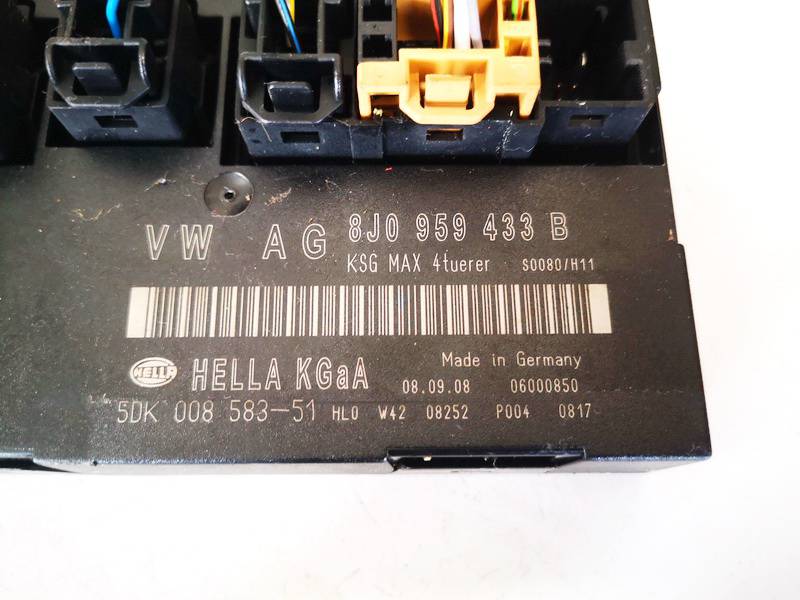 VW AG 8J0 959 433 B
KSG MAX 4tuerer S0080/H11
HELLA HELLA KGaA Made in Germany
08.09.08 06000850
5DK 008 583-51 HL0 W42 08252 P004 0817